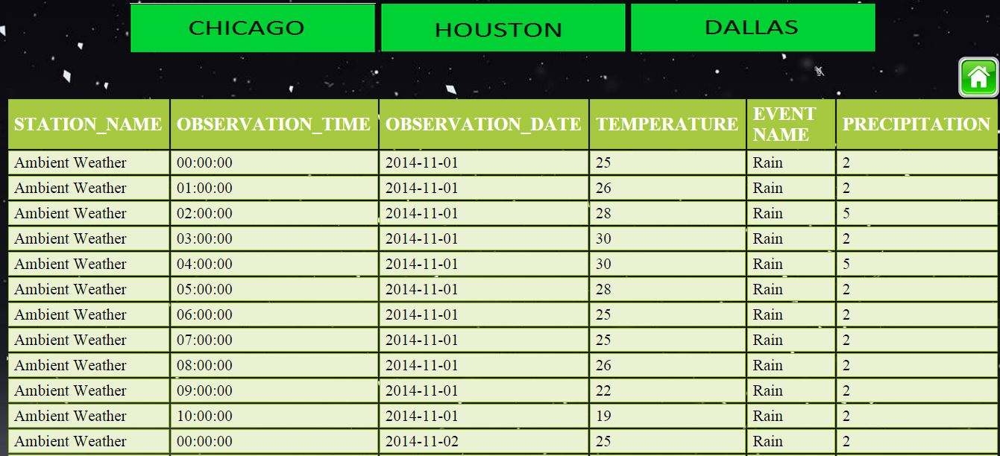 CHICAGO HOUSTON DALLAS
STATION_NAME OBSERVATION_TIME OBSERVATION_DATE TEMPERATURE EVENT NAME PRECIPITATION
Ambient Weather 00:00:00 2014-11-01 25 Rain 2
Ambient Weather 01:00:00 2014-11-01 26 Rain 2
Ambient Weather 02:00:00 2014-11-01 28 Rain 5
Ambient Weather 03:00:00 2014-11-01 30 Rain 2
Ambient Weather 04:00:00 2014-11-01 30 Rain 5
Ambient Weather 05:00:00 2014-11-01 28 Rain 2
Ambient Weather 06:00:00 2014-11-01 25 Rain 2
Ambient Weather 07:00:00 2014-11-01 25 Rain 2
Ambient Weather 08:00:00 2014-11-01 26 Rain 2
Ambient Weather 09:00:00 2014-11-01 22 Rain 2
Ambient Weather 10:00:00 2014-11-01 19 Rain 2
Ambient Weather 00:00:00 2014-11-02 25 Rain 2